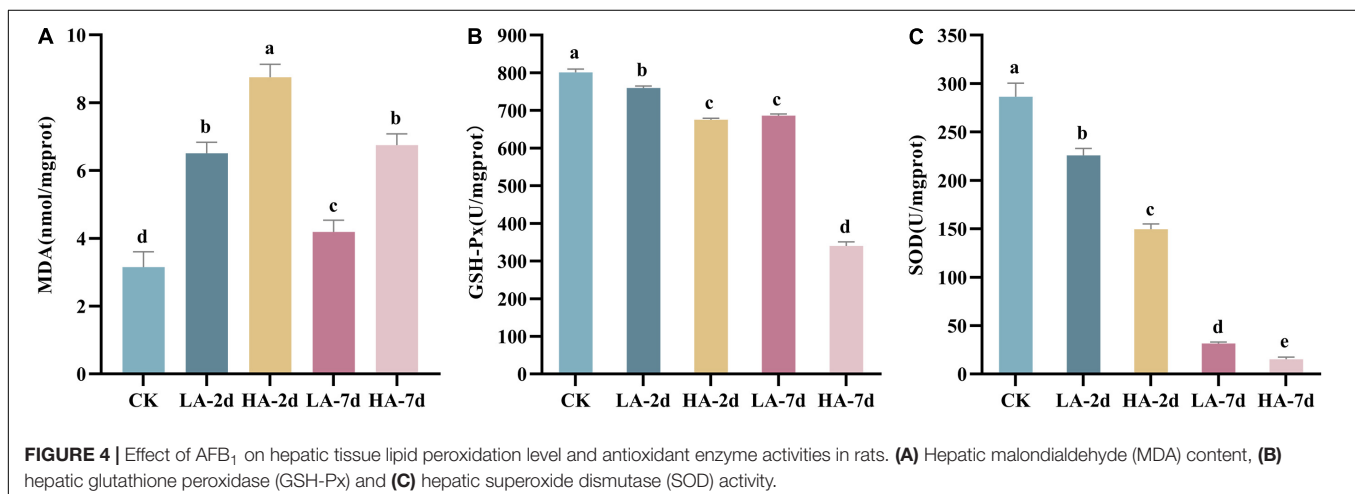 A
10
8
6
4
2
0
MDA(nmol/mgprot)
d
b
a
c
b
CK LA-2d HA-2d LA-7d HA-7d
B
900
800
700
600
500
400
300
200
100
0
GSH-Px(U/mgprot)
a
b
c
c
d
CK LA-2d HA-2d LA-7d HA-7d
C
350
300
250
200
150
100
50
0
SOD(U/mgprot)
a
b
c
d
e
CK LA-2d HA-2d LA-7d HA-7d
FIGURE 4 | Effect of AFB₁ on hepatic tissue lipid peroxidation level and antioxidant enzyme activities in rats. (A) Hepatic malondialdehyde (MDA) content, (B)
hepatic glutathione peroxidase (GSH-Px) and (C) hepatic superoxide dismutase (SOD) activity.